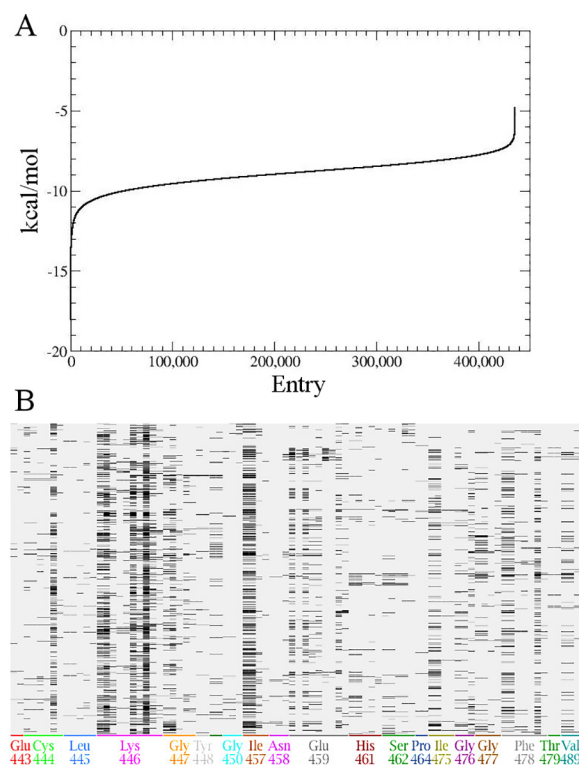 A
0
-5
-10
-15
-20
kcal/mol
0 100,000 200,000 300,000 400,000
Entry
B
Glu Cys Leu Lys Gly Tyr Gly Ile Asn Glu His Ser Pro Ile Gly Gly Phe Thr Val
443 444 445 446 447 448 450 457 458 459 461 462 464 475 476 477 478 479 480